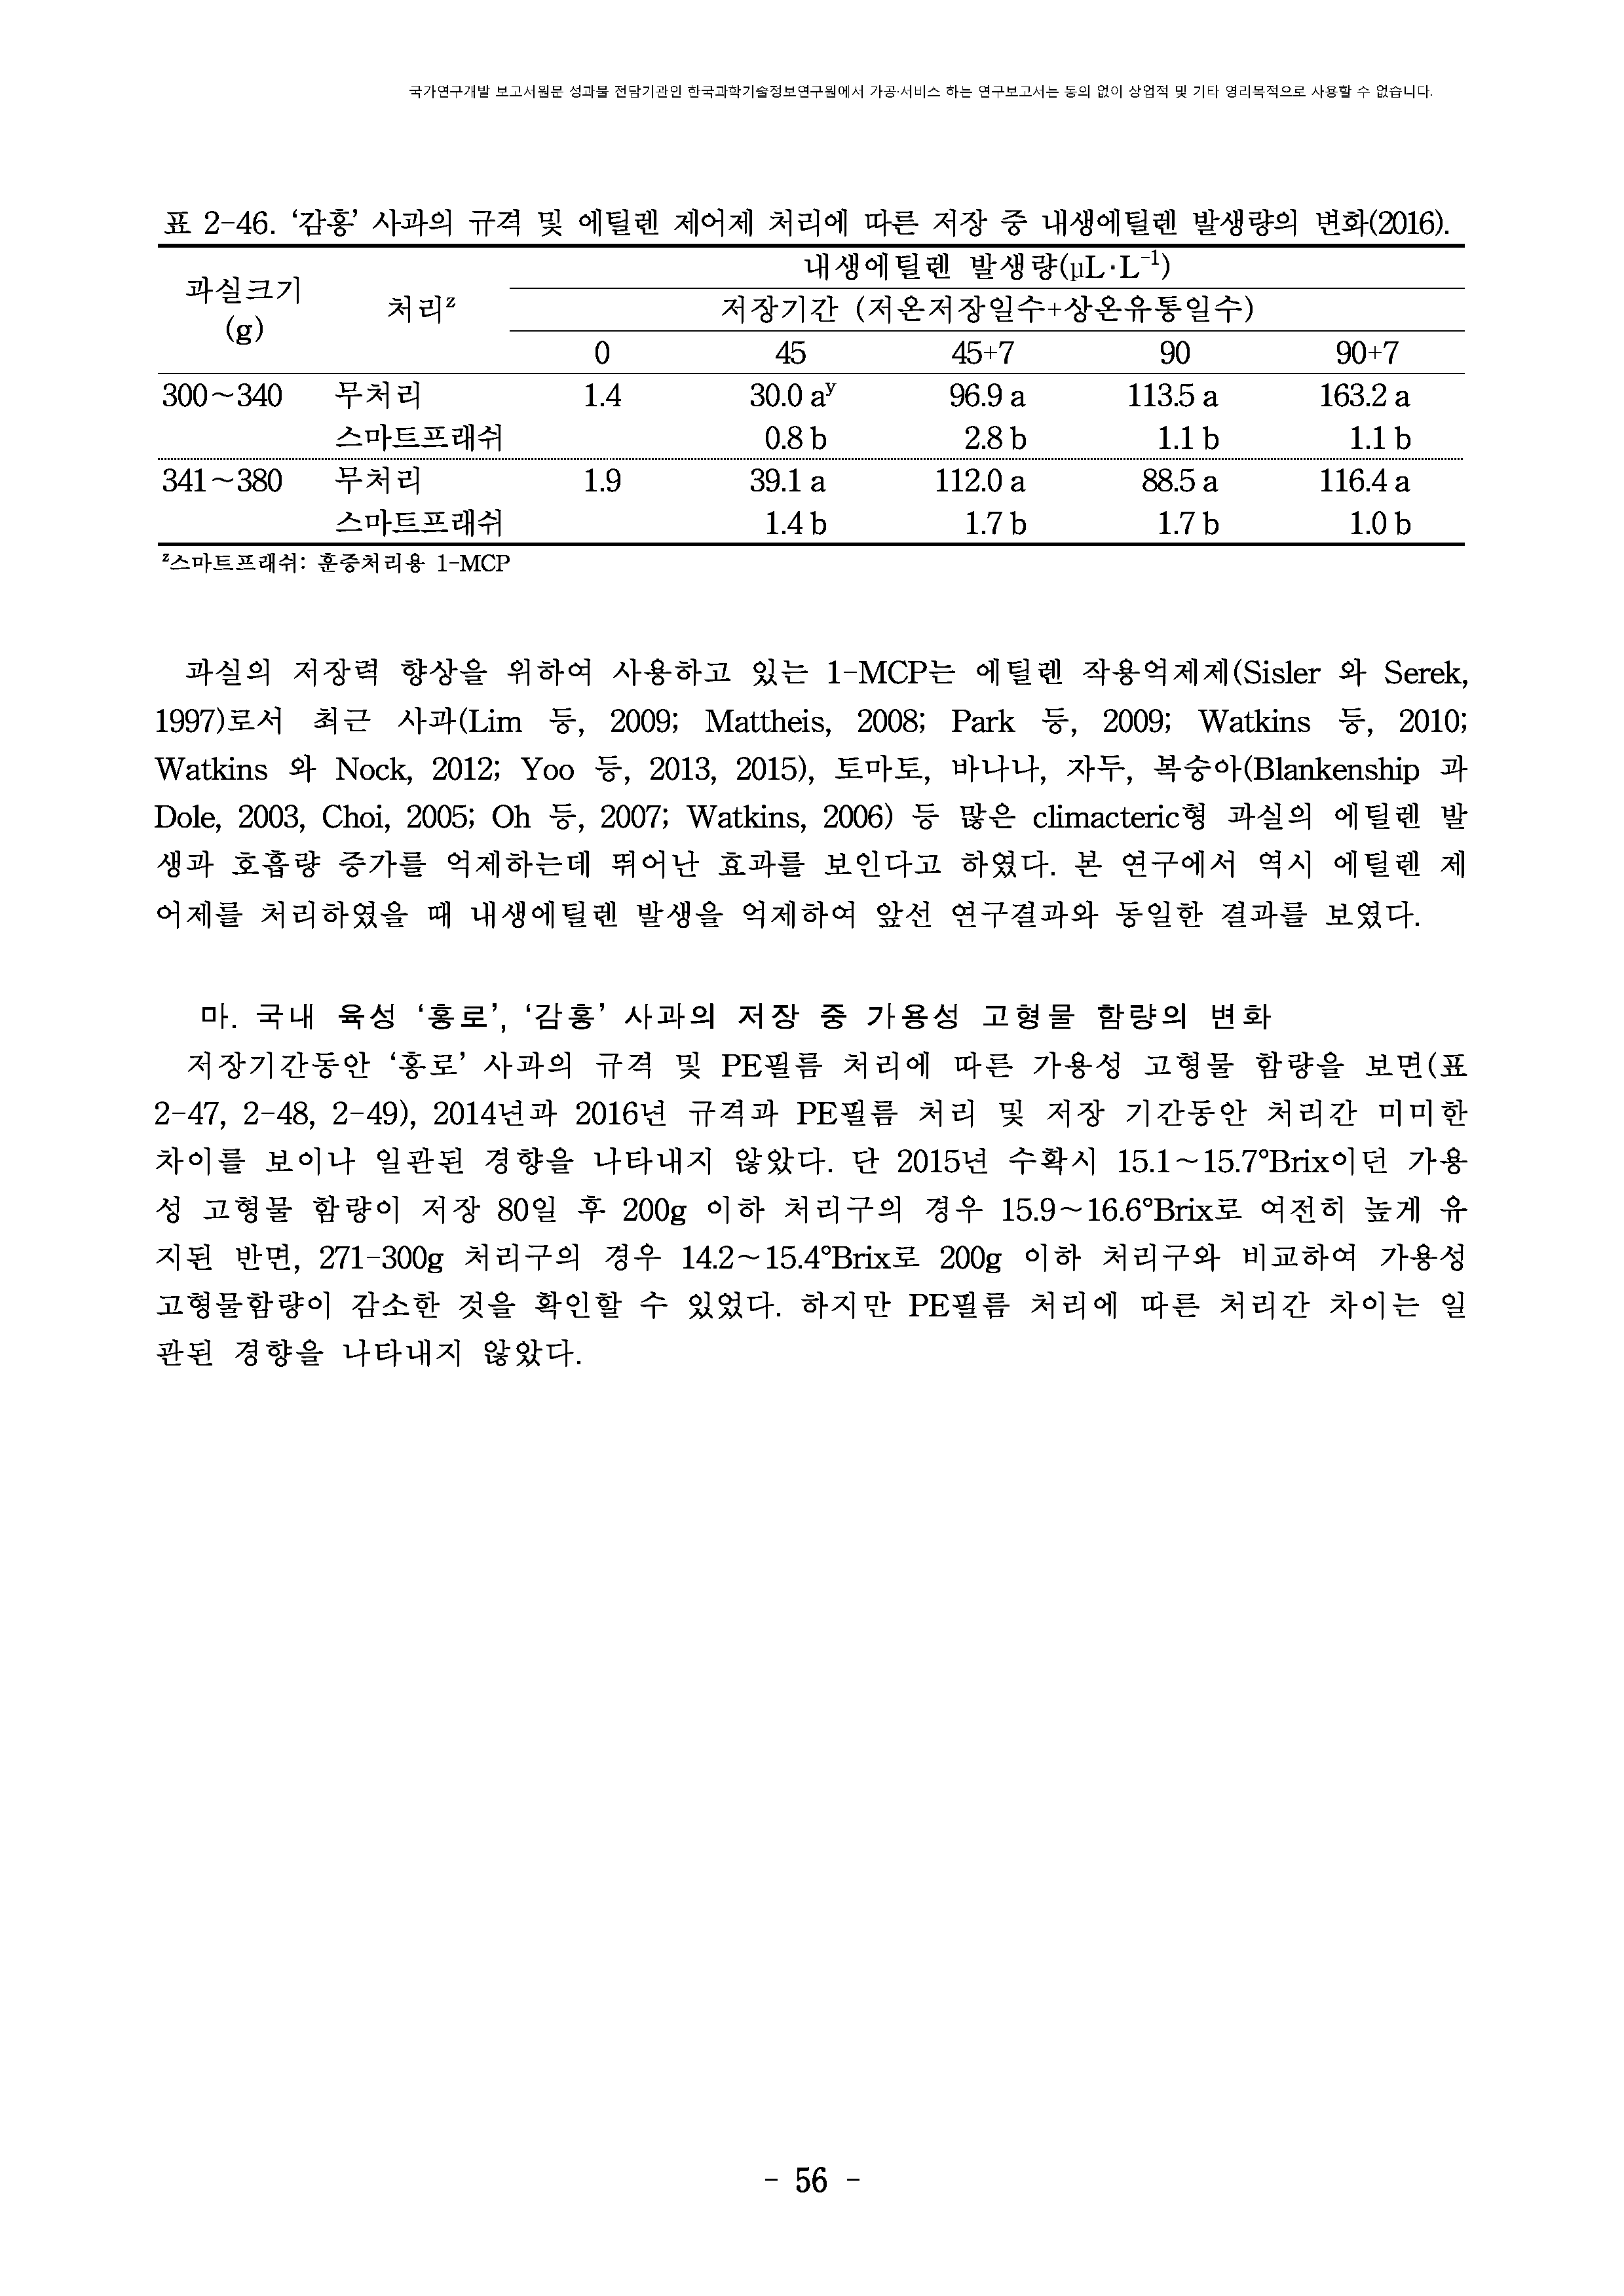 국가연구개발 보고서원문 성과물 전담기관인 한국과학기술정보연구원에서 가공·서비스 하는 연구보고서는 동의 없이 상업적 및 기타 영리목적으로 사용할 수 없습니다.
표 2-46. ‘감홍’ 사과의 규격 및 에틸렌 제어제 처리에 따른 저장 중 내생에틸렌 발생량의 변화(2016).
과실크기 (g) 처리ᶻ 내생에틸렌 발생량(μL·L⁻¹)
저장기간 (저온저장일수+상온유통일수)
0 45 45+7 90 90+7
300~340 무처리 1.4 30.0 aʸ 96.9 a 113.5 a 163.2 a
스마트프래쉬 0.8 b 2.8 b 1.1 b 1.1 b
341~380 무처리 1.9 39.1 a 112.0 a 88.5 a 116.4 a
스마트프래쉬 1.4 b 1.7 b 1.7 b 1.0 b
ᶻ스마트프래쉬: 훈증처리용 1-MCP
과실의 저장력 향상을 위하여 사용하고 있는 1-MCP는 에틸렌 작용억제제(Sisler 와 Serek,
1997)로서 최근 사과(Lim 등, 2009; Mattheis, 2008; Park 등, 2009; Watkins 등, 2010;
Watkins 와 Nock, 2012; Yoo 등, 2013, 2015), 토마토, 바나나, 자두, 복숭아(Blankenship 과
Dole, 2003, Choi, 2005; Oh 등, 2007; Watkins, 2006) 등 많은 climacteric형 과실의 에틸렌 발
생과 호흡량 증가를 억제하는데 뛰어난 효과를 보인다고 하였다. 본 연구에서 역시 에틸렌 제
어제를 처리하였을 때 내생에틸렌 발생을 억제하여 앞선 연구결과와 동일한 결과를 보였다.
마. 국내 육성 ‘홍로’, ‘감홍’ 사과의 저장 중 가용성 고형물 함량의 변화
저장기간동안 ‘홍로’ 사과의 규격 및 PE필름 처리에 따른 가용성 고형물 함량을 보면(표
2-47, 2-48, 2-49), 2014년과 2016년 규격과 PE필름 처리 및 저장 기간동안 처리간 미미한
차이를 보이나 일관된 경향을 나타내지 않았다. 단 2015년 수확시 15.1~15.7°Brix이던 가용
성 고형물 함량이 저장 80일 후 200g 이하 처리구의 경우 15.9~16.6°Brix로 여전히 높게 유
지된 반면, 271-300g 처리구의 경우 14.2~15.4°Brix로 200g 이하 처리구와 비교하여 가용성
고형물함량이 감소한 것을 확인할 수 있었다. 하지만 PE필름 처리에 따른 처리간 차이는 일
관된 경향을 나타내지 않았다.
- 56 -